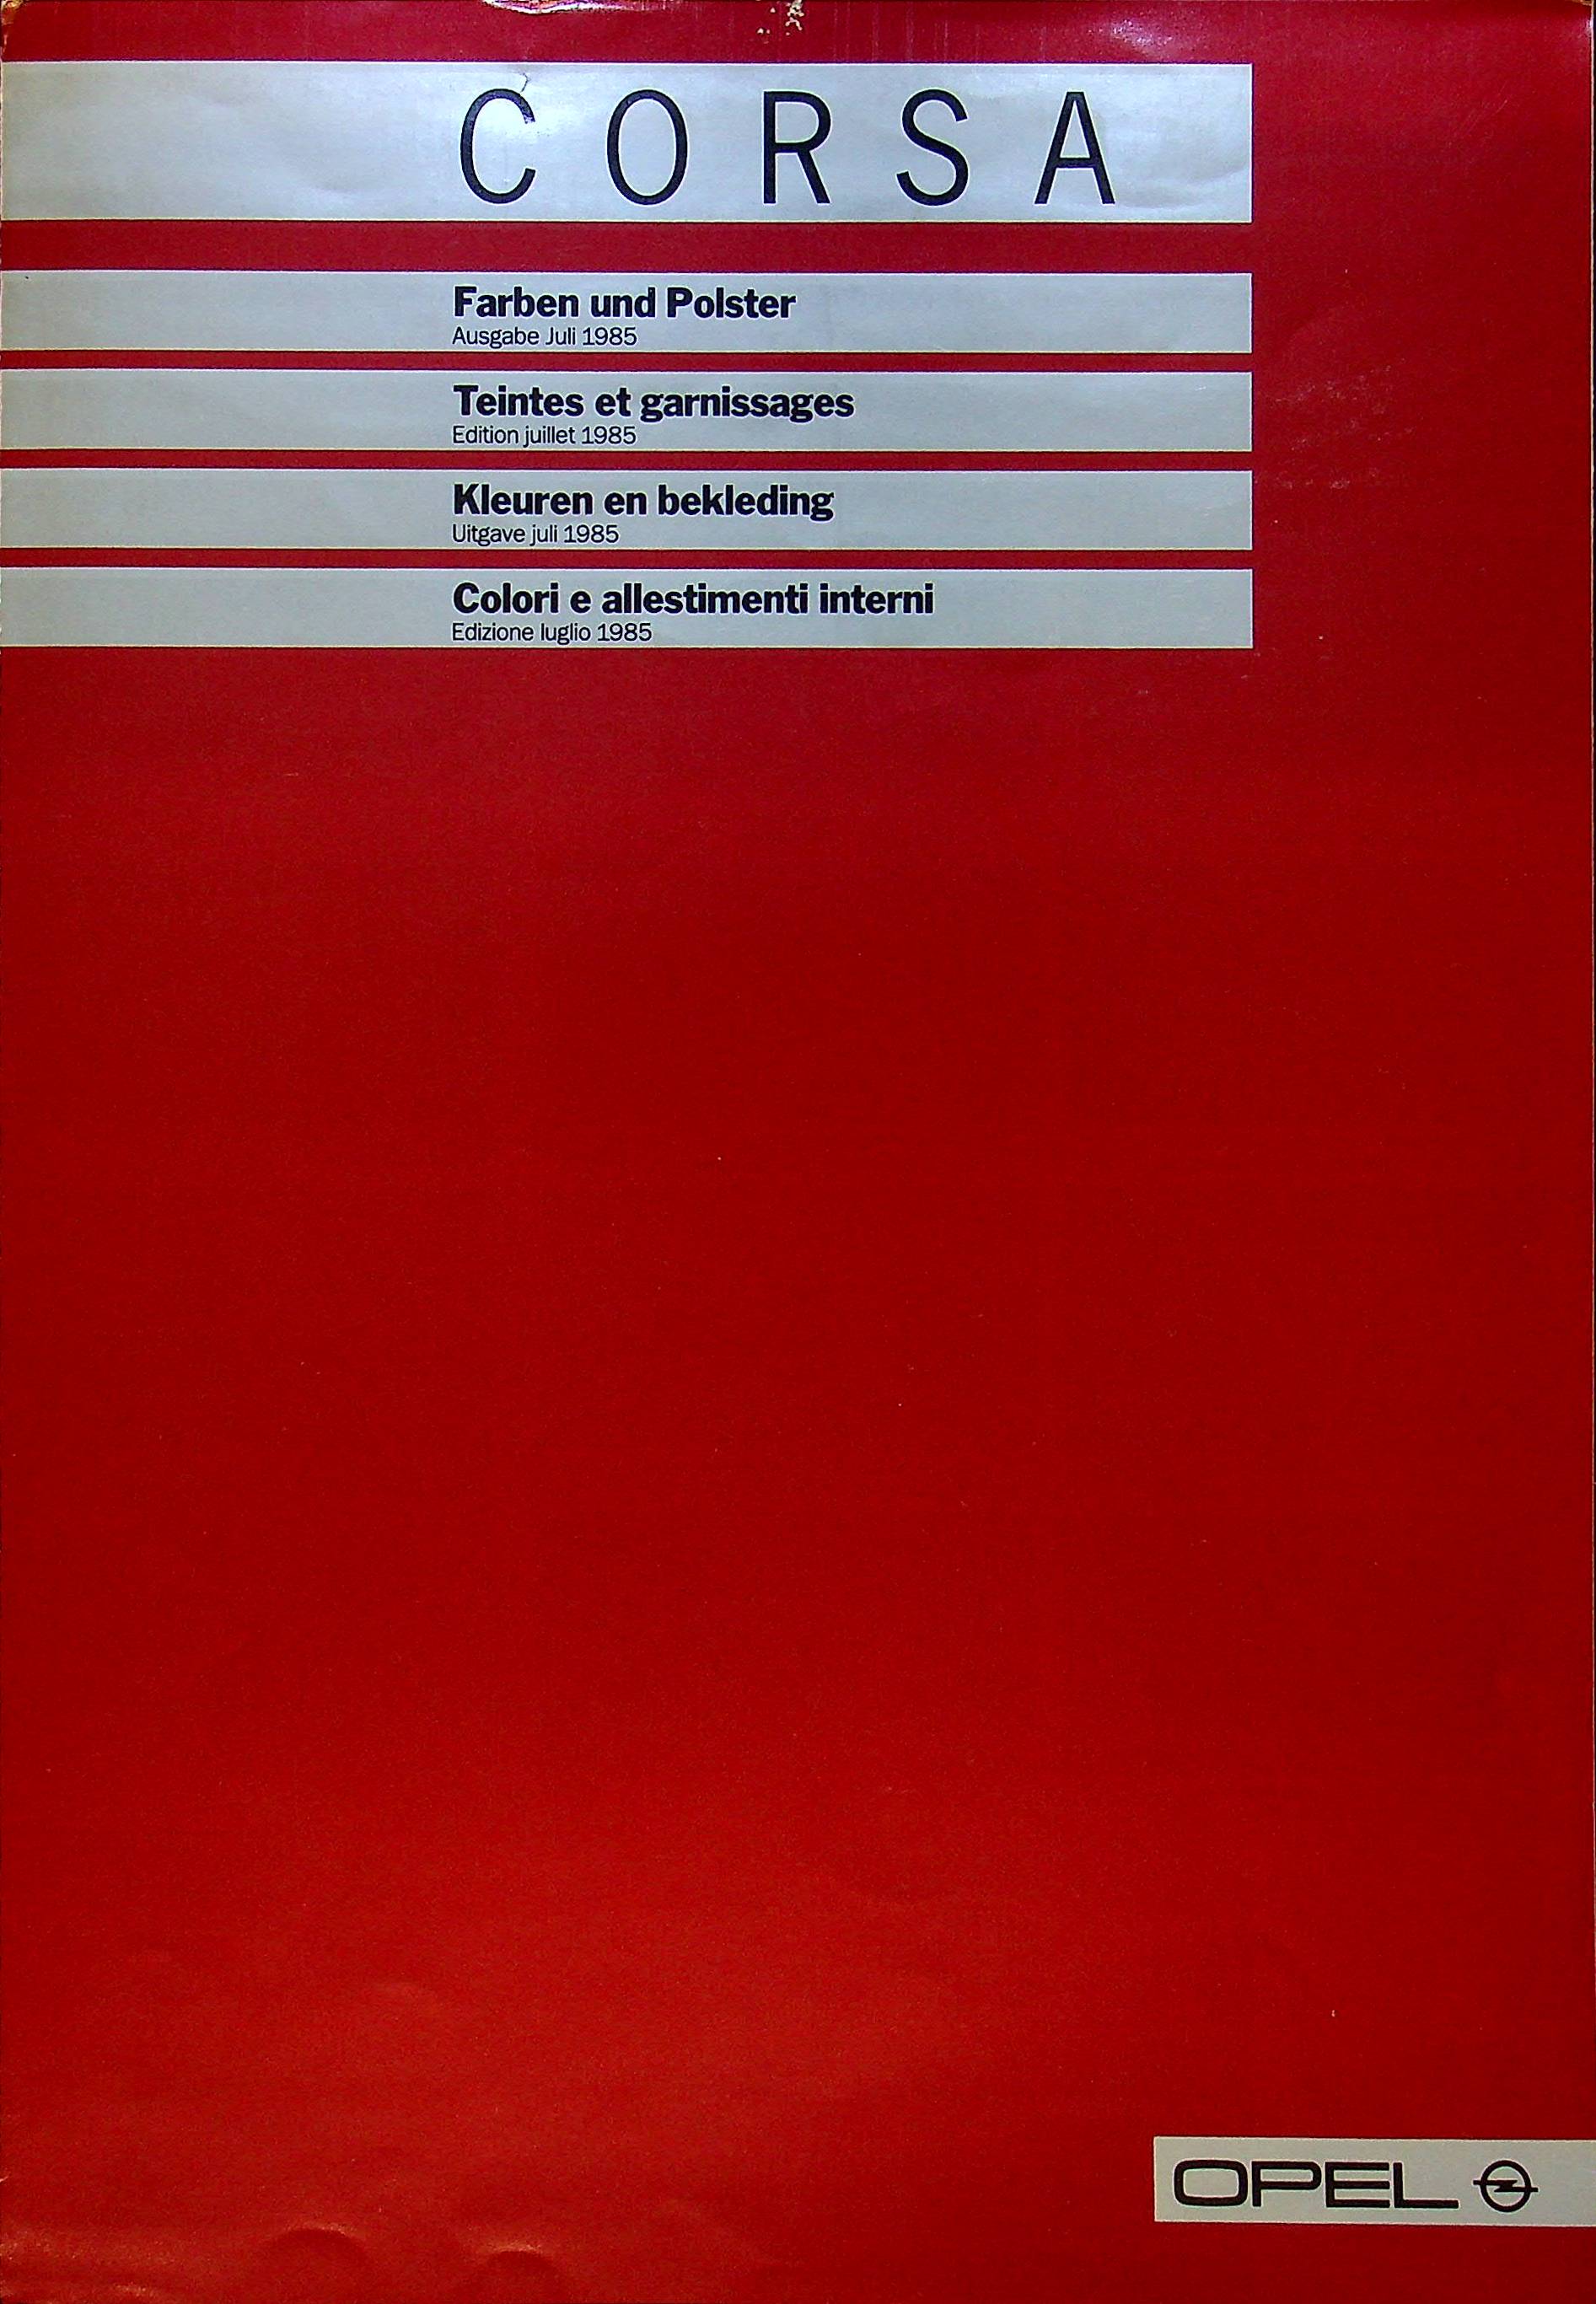 CORSA
Farben und Polster
Ausgabe Juli 1985
Teintes et garnissages
Edition juillet 1985
Kleuren en bekleding
Uitgave juli 1985
Colori e allestimenti interni
Edizione luglio 1985
OPEL